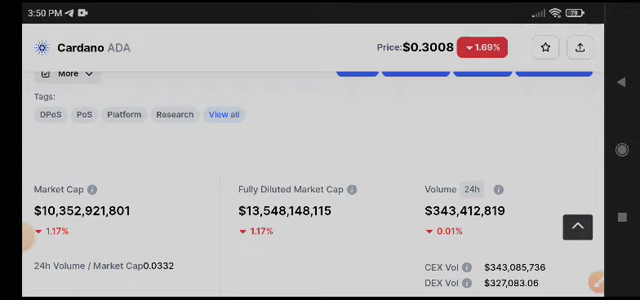 3:50 PM
79
Cardano ADA
Price: $0.3008 1.69%
More
Tags:
DPoS PoS Platform Research View all
Market Cap
$10,352,921,801
1.17%
24h Volume / Market Cap 0.0332
Fully Diluted Market Cap
$13,548,148,115
1.17%
Volume 24h
$343,412,819
0.01%
CEX Vol $343,085,736
DEX Vol $327,083.06